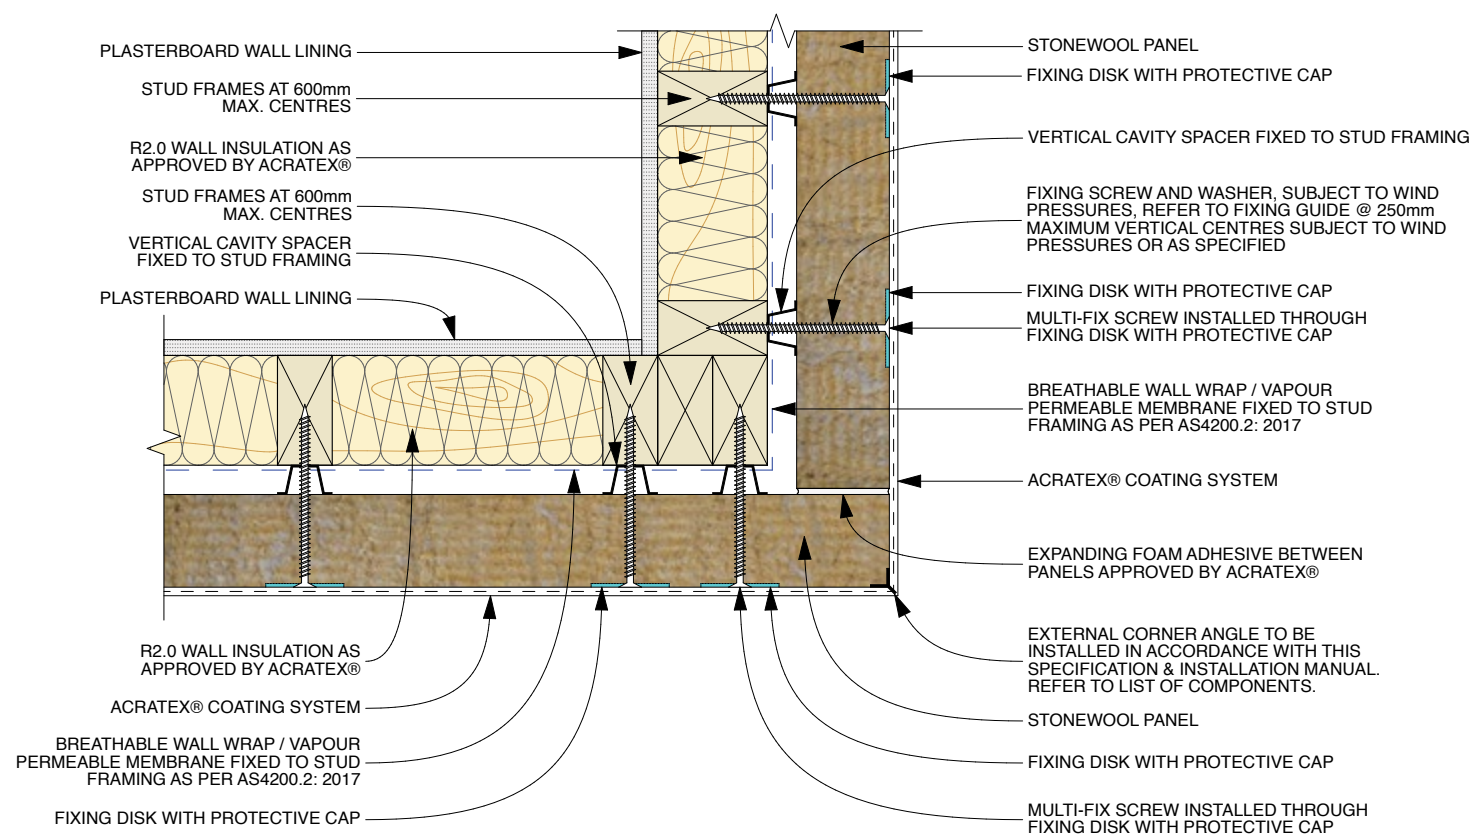 PLASTERBOARD WALL LINING
STUD FRAMES AT 600mm
MAX. CENTRES
R2.0 WALL INSULATION AS
APPROVED BY ACRATEX®
STUD FRAMES AT 600mm
MAX. CENTRES
VERTICAL CAVITY SPACER
FIXED TO STUD FRAMING
PLASTERBOARD WALL LINING
R2.0 WALL INSULATION AS
APPROVED BY ACRATEX®
ACRATEX® COATING SYSTEM
BREATHABLE WALL WRAP / VAPOUR
PERMEABLE MEMBRANE FIXED TO STUD
FRAMING AS PER AS4200.2: 2017
FIXING DISK WITH PROTECTIVE CAP
STONEWOOL PANEL
FIXING DISK WITH PROTECTIVE CAP
VERTICAL CAVITY SPACER FIXED TO STUD FRAMING
FIXING SCREW AND WASHER, SUBJECT TO WIND
PRESSURES, REFER TO FIXING GUIDE @ 250mm
MAXIMUM VERTICAL CENTRES SUBJECT TO WIND
PRESSURES OR AS SPECIFIED
FIXING DISK WITH PROTECTIVE CAP
MULTI-FIX SCREW INSTALLED THROUGH
FIXING DISK WITH PROTECTIVE CAP
BREATHABLE WALL WRAP / VAPOUR
PERMEABLE MEMBRANE FIXED TO STUD
FRAMING AS PER AS4200.2: 2017
ACRATEX® COATING SYSTEM
EXPANDING FOAM ADHESIVE BETWEEN
PANELS APPROVED BY ACRATEX®
EXTERNAL CORNER ANGLE TO BE
INSTALLED IN ACCORDANCE WITH THIS
SPECIFICATION & INSTALLATION MANUAL.
REFER TO LIST OF COMPONENTS.
STONEWOOL PANEL
FIXING DISK WITH PROTECTIVE CAP
MULTI-FIX SCREW INSTALLED THROUGH
FIXING DISK WITH PROTECTIVE CAP